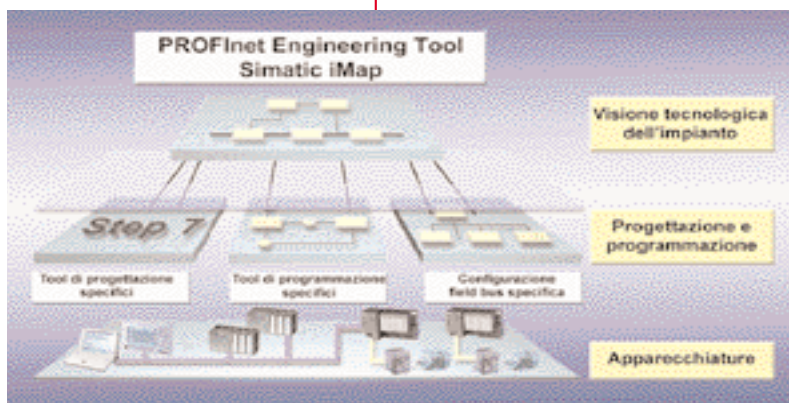 PROFInet Engineering Tool
Simatic iMap
Visione tecnologica
dell'impianto
Step 7
Progettazione e
programmazione
Tool di progettazione
specifici
Tool di programmazione
specifici
Configurazione
field bus specifica
Apparecchiature